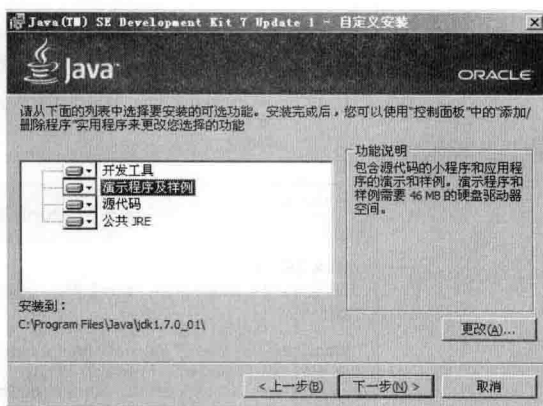 Java(TM) SE Development Kit 7 Update 1 - 自定义安装
Java™
ORACLE
请从下面的列表中选择要安装的可选功能。安装完成后，您可以使用"控制面板"中的"添加/
删除程序"实用程序来更改您选择的功能
开发工具
演示程序及样例
源代码
公共 JRE
功能说明
包含源代码的小程序和应用程
序的演示和样例。演示程序和
样例需要 46 MB 的硬盘驱动器
空间。
安装到：
C:\Program Files\Java\jdk1.7.0_01\
更改(A)...
<上一步(B)
下一步(N)>
取消